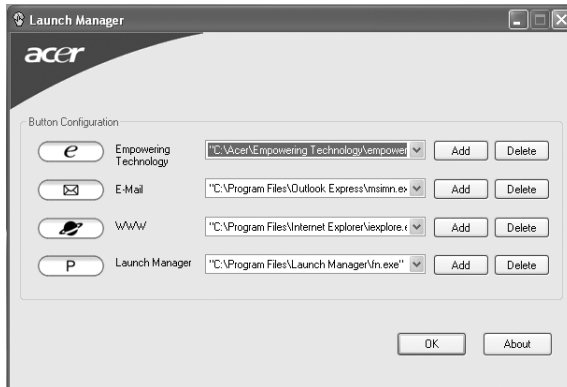 Launch Manager
acer
Button Configuration
e Empowering Technology "C:\Acer\Empowering Technology\empower Add Delete
E-Mail "C:\Program Files\Outlook Express\msimn.ex Add Delete
WWW "C:\Program Files\Internet Explorer\iexplore.e Add Delete
P Launch Manager "C:\Program Files\Launch Manager\fn.exe" Add Delete
OK About